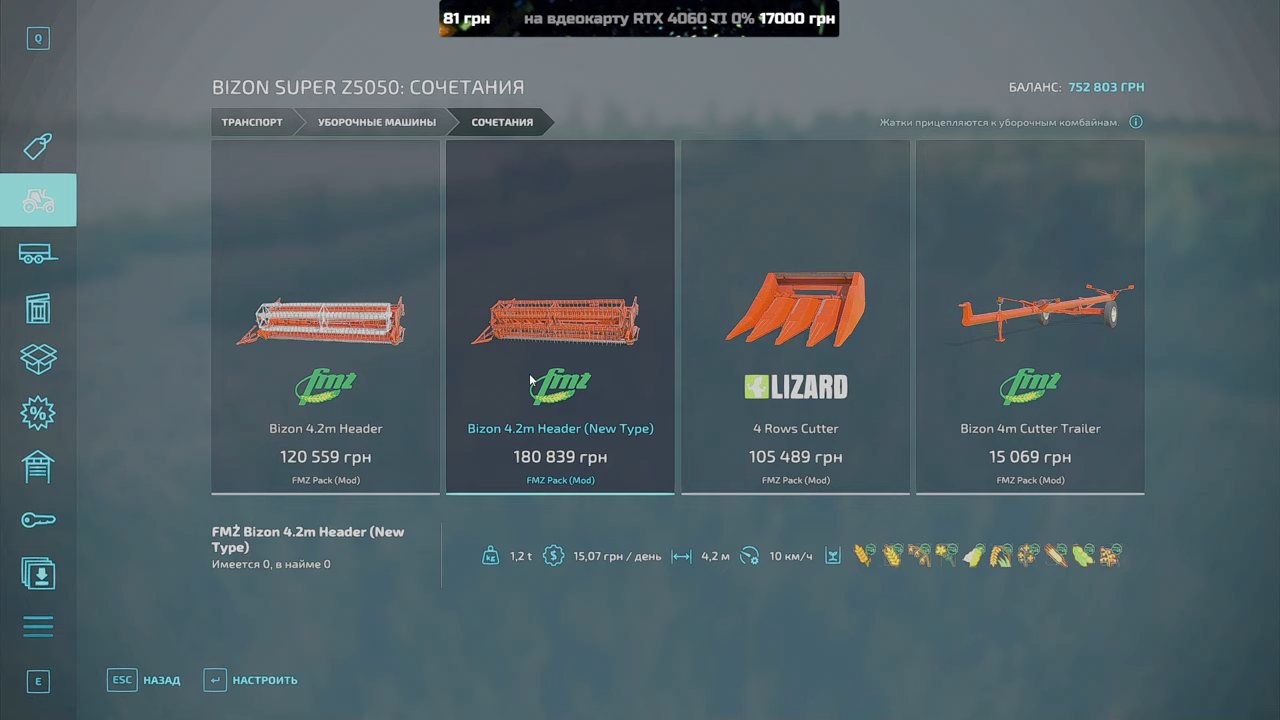 81 грн на вдеокарту RTX 4060 TI 0% 17000 грн
Q
BIZON SUPER Z5050: СОЧЕТАНИЯ
БАЛАНС: 752 803 ГРН
ТРАНСПОРТ УБОРОЧНЫЕ МАШИНЫ СОЧЕТАНИЯ
Жатки прицепляются к уборочным комбайнам.
fmż fmż LIZARD fmż
Bizon 4.2m Header Bizon 4.2m Header (New Type) 4 Rows Cutter Bizon 4m Cutter Trailer
120 559 грн 180 839 грн 105 489 грн 15 069 грн
FMZ Pack (Mod) FMZ Pack (Mod) FMZ Pack (Mod) FMZ Pack (Mod)
FMŻ Bizon 4.2m Header (New
Type)
Имеется 0, в найме 0
KG 1,2 t $ 15,07 грн / день 4,2 м 10 км/ч
E
ESC НАЗАД НАСТРОИТЬ